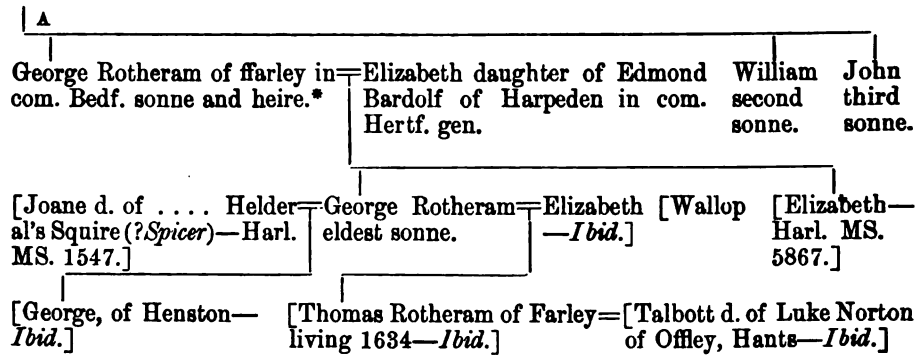 A
George Rotheram of ffarley in Elizabeth daughter of Edmond William John
com. Bedf. sonne and heire.* Bardolf of Harpeden in com. second third
Hertf. gen. sonne. sonne.
[Joane d. of .... Helder George Rotheram Elizabeth [Wallop [Elizabeth—
al's Squire (?Spicer)—Harl. eldest sonne. —Ibid.] Harl. MS.
MS. 1547.] 5867.]
[George, of Henston— [Thomas Rotheram of Farley=[Talbott d. of Luke Norton
Ibid.] living 1634—Ibid.] of Offley, Hants—Ibid.]